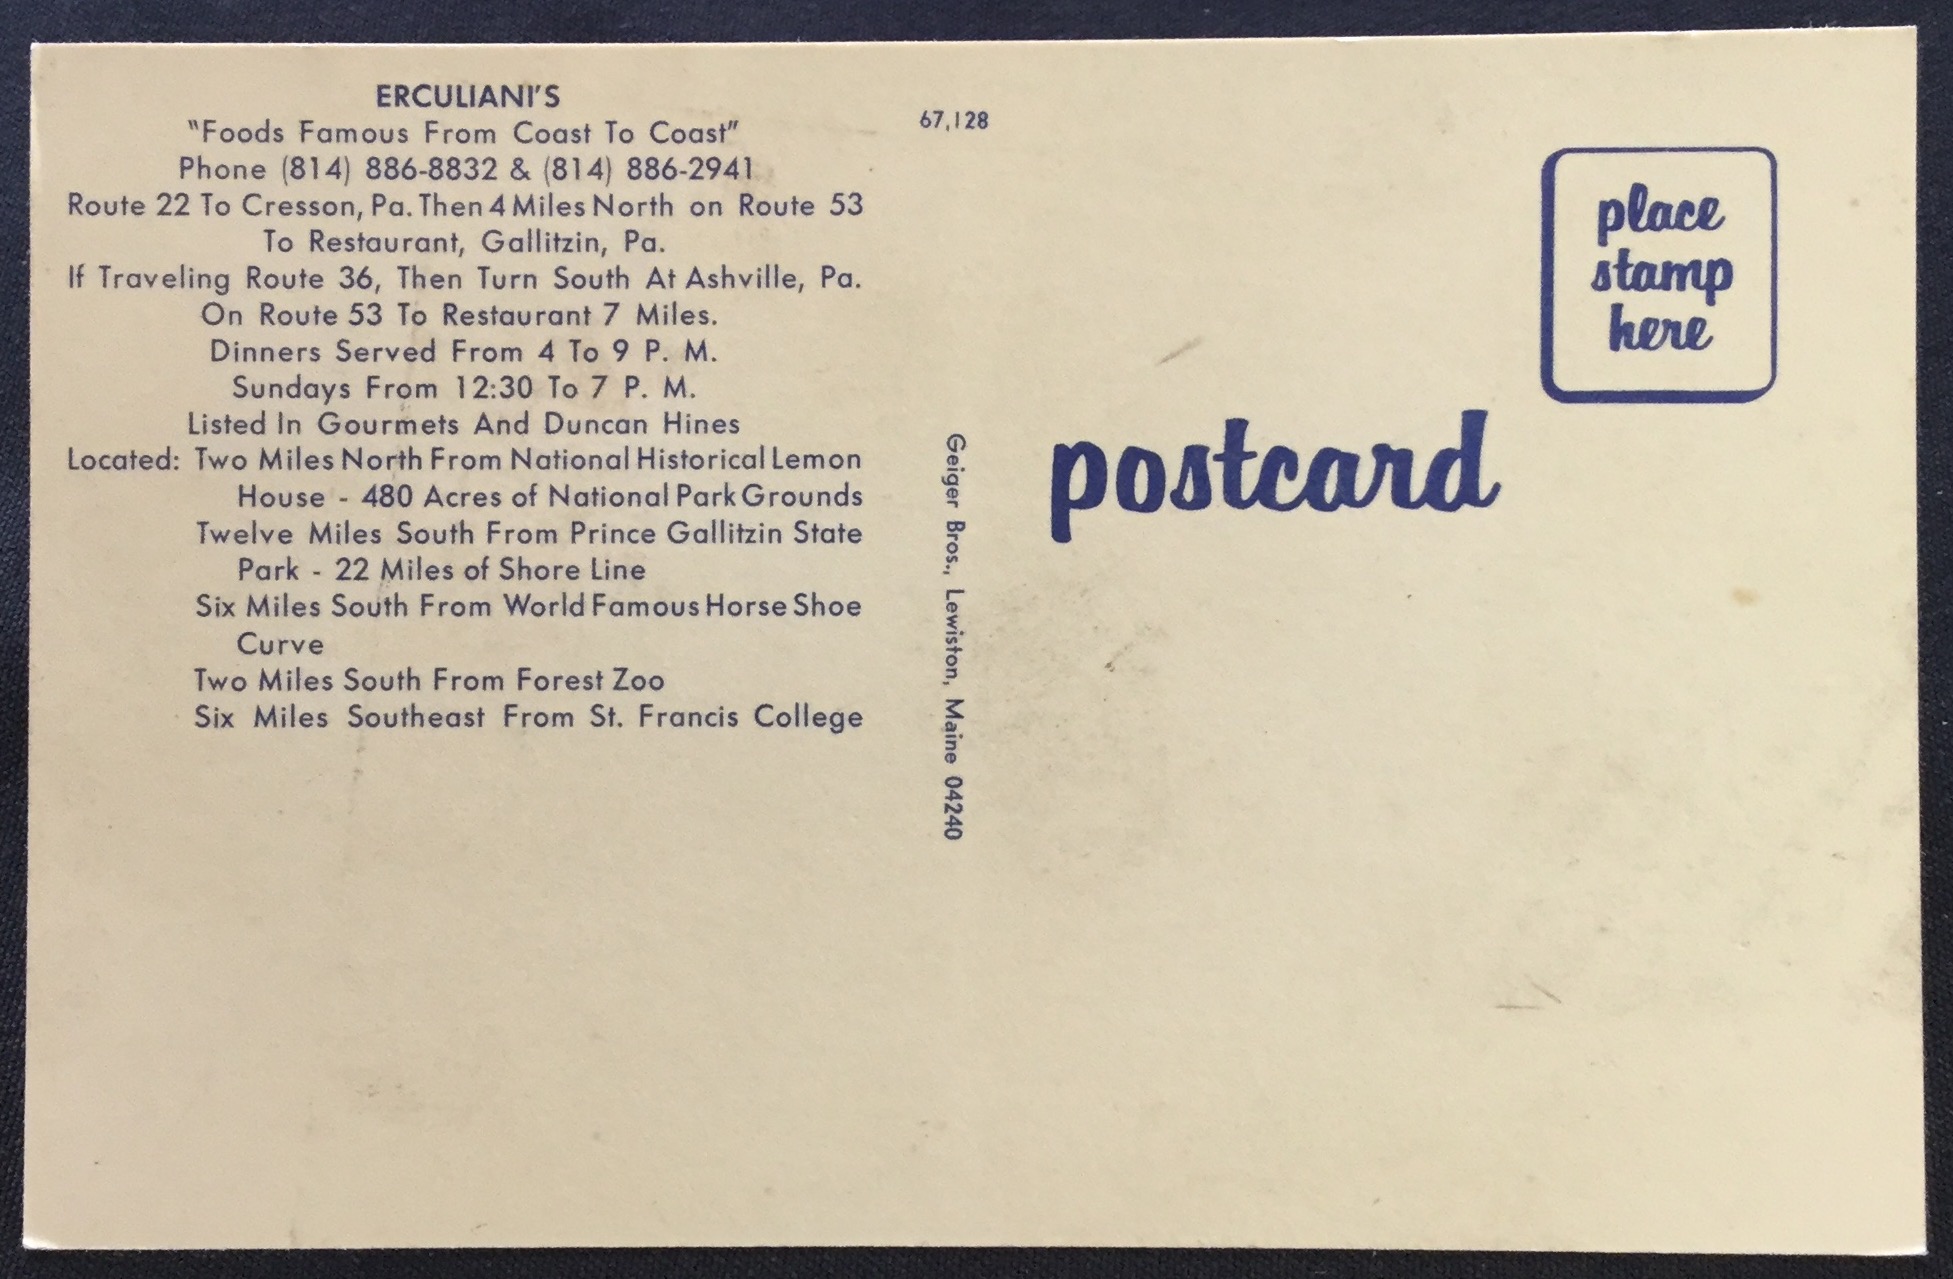 ERCULIANI'S
"Foods Famous From Coast To Coast"
Phone (814) 886-8832 & (814) 886-2941
Route 22 To Cresson, Pa. Then 4 Miles North on Route 53
To Restaurant, Gallitzin, Pa.
If Traveling Route 36, Then Turn South At Ashville, Pa.
On Route 53 To Restaurant 7 Miles.
Dinners Served From 4 To 9 P. M.
Sundays From 12:30 To 7 P. M.
Listed In Gourmets And Duncan Hines
Located: Two Miles North From National Historical Lemon
House - 480 Acres of National Park Grounds
Twelve Miles South From Prince Gallitzin State
Park - 22 Miles of Shore Line
Six Miles South From World Famous Horse Shoe
Curve
Two Miles South From Forest Zoo
Six Miles Southeast From St. Francis College
67,128
Geiger Bros., Lewiston, Maine 04240
postcard
place
stamp
here